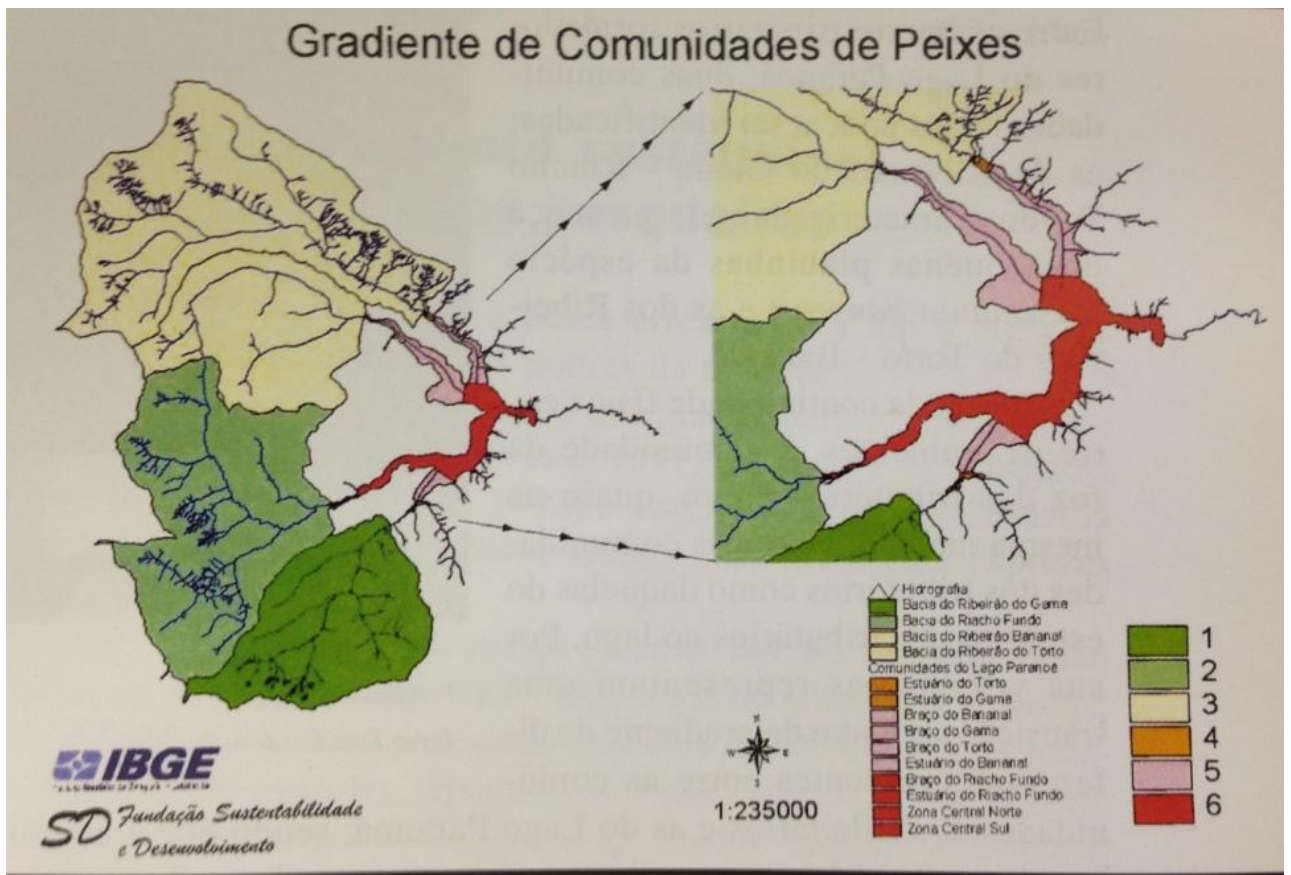 Gradiente de Comunidades de Peixes
Hidrografia
Bacia do Ribeirão do Gama
Bacia do Riacho Fundo
Bacia do Ribeirão Bananal
Bacia do Ribeirão do Torto
Comunidades do Lago Paranoá
Estuário do Torto
Estuário do Gama
Braço do Bananal
Braço do Gama
Braço do Torto
Estuário do Bananal
Braço do Riacho Fundo
Estuário do Riacho Fundo
Zona Central Norte
Zona Central Sul
1
2
3
4
5
6
N
W E
S
1:235000
IBGE
SD Fundação Sustentabilidade
e Desenvolvimento